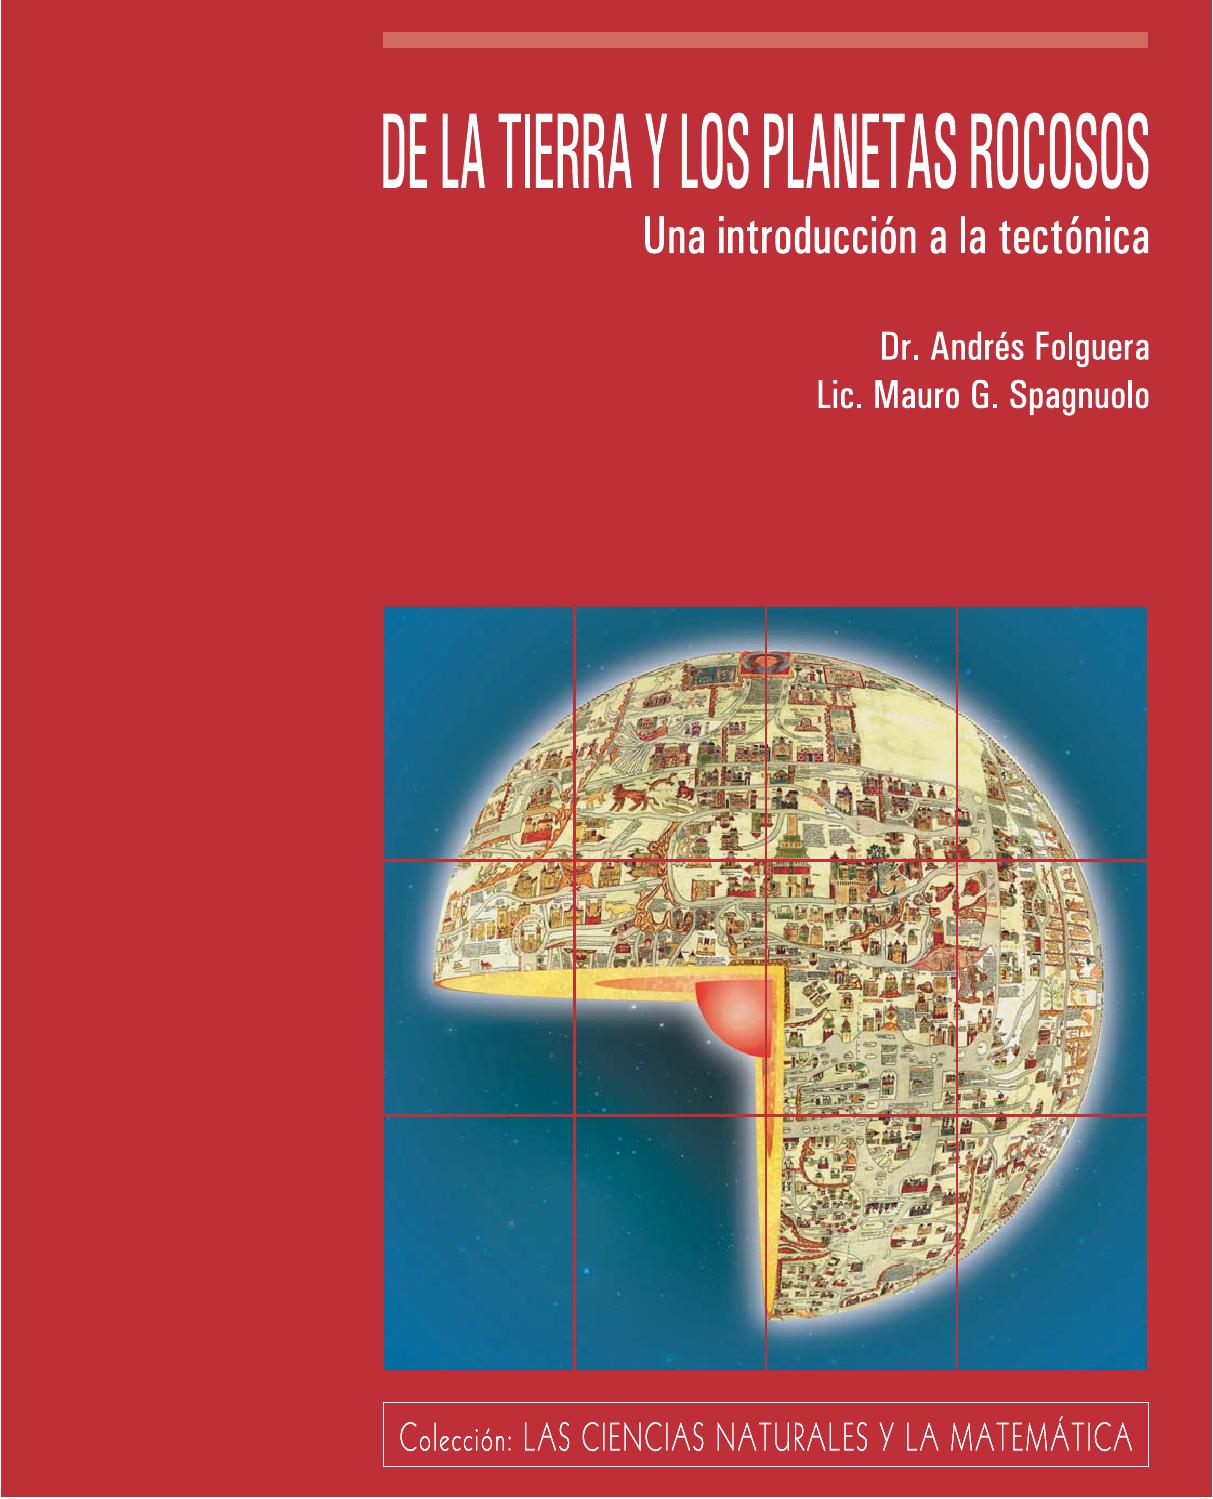 DE LA TIERRA Y LOS PLANETAS ROCOSOS
Una introducción a la tectónica
Dr. Andrés Folguera
Lic. Mauro G. Spagnuolo
Colección: LAS CIENCIAS NATURALES Y LA MATEMÁTICA